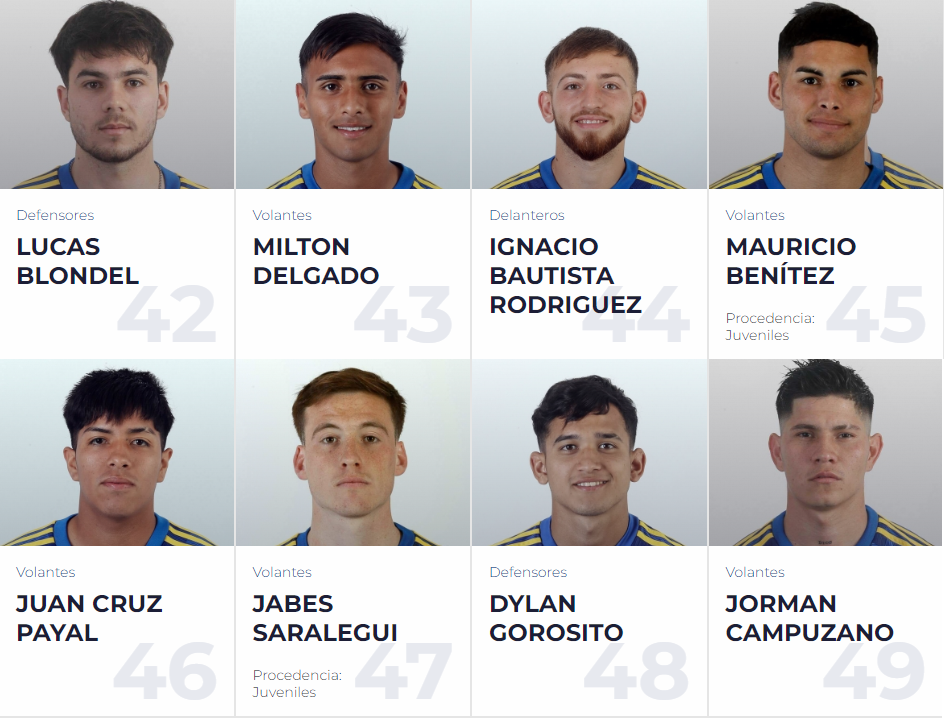 Defensores
LUCAS
BLONDEL
42
Volantes
MILTON
DELGADO
43
Delanteros
IGNACIO
BAUTISTA
RODRIGUEZ
44
Volantes
MAURICIO
BENÍTEZ
Procedencia:
Juveniles
45
Volantes
JUAN CRUZ
PAYAL
46
Volantes
JABES
SARALEGUI
Procedencia:
Juveniles
47
Defensores
DYLAN
GOROSITO
48
Volantes
JORMAN
CAMPUZANO
49